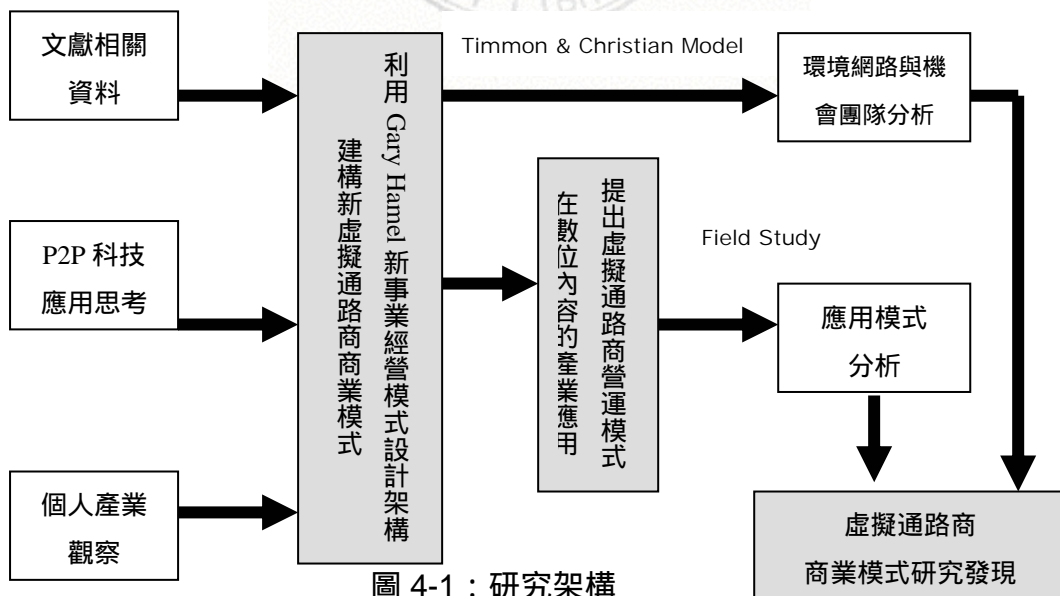 文獻相關
資料
P2P 科技
應用思考
個人產業
觀察
利用 Gary Hamel 新事業經營模式設計架構
建構新虛擬通路商商業模式
Timmon & Christian Model
提出虛擬通路商營運模式
在數位內容的產業應用
Field Study
環境網路與機
會團隊分析
應用模式
分析
虛擬通路商
商業模式研究發現
圖 4-1：研究架構